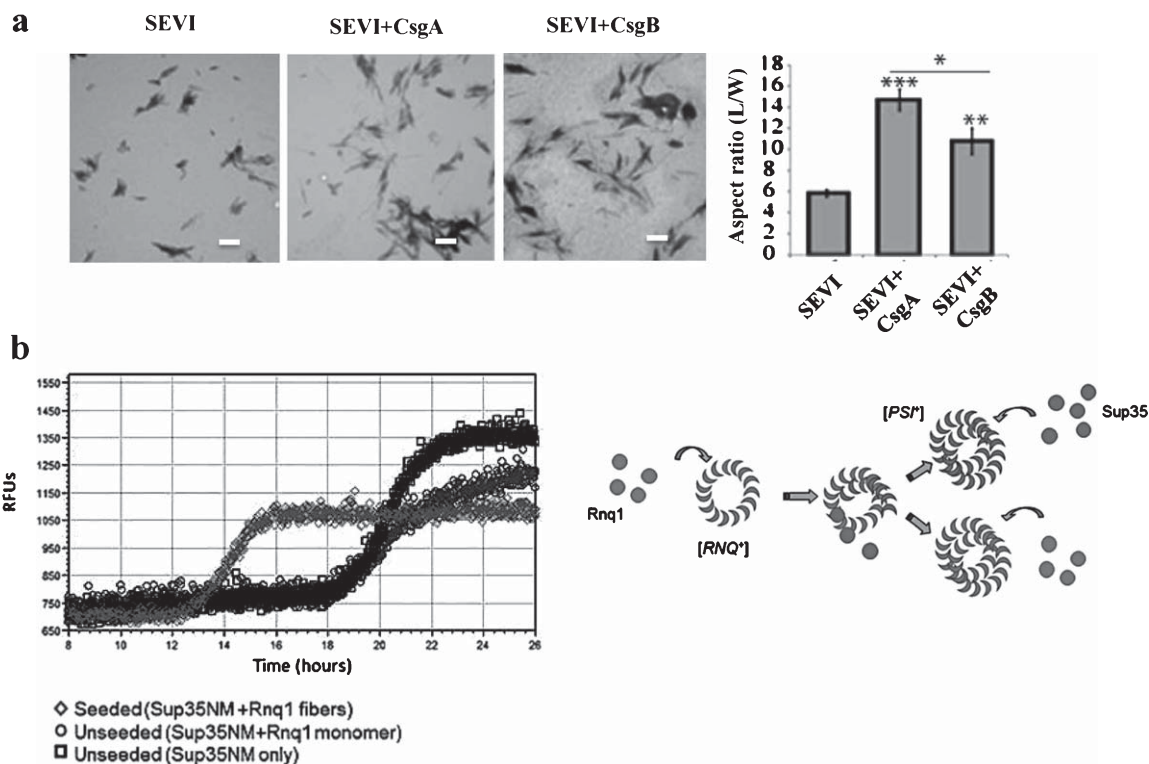 a
SEVI
SEVI+CsgA
SEVI+CsgB
Aspect ratio (L/W)
18
16
14
12
10
8
6
4
2
0
*
***
**
SEVI
SEVI+
CsgA
SEVI+
CsgB
b
RFUs
1550
1450
1350
1250
1150
1050
950
850
750
650
8 10 12 14 16 18 20 22 24 26
Time (hours)
Seeded (Sup35NM +Rnq1 fibers)
Unseeded (Sup35NM+Rnq1 monomer)
Unseeded (Sup35NM only)
Rnq1
[RNQ⁺]
[PSI⁺]
Sup35